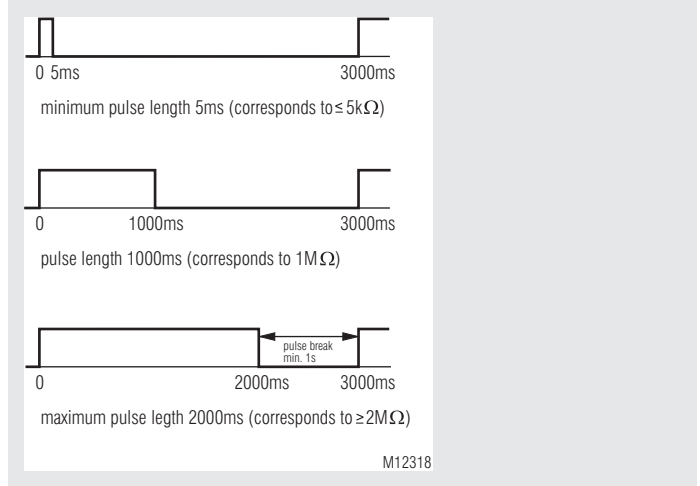 0 5ms 3000ms
minimum pulse length 5ms (corresponds to ≤ 5kΩ)
0 1000ms 3000ms
pulse length 1000ms (corresponds to 1MΩ)
pulse break
min. 1s
0 2000ms 3000ms
maximum pulse legth 2000ms (corresponds to ≥2MΩ)
M12318